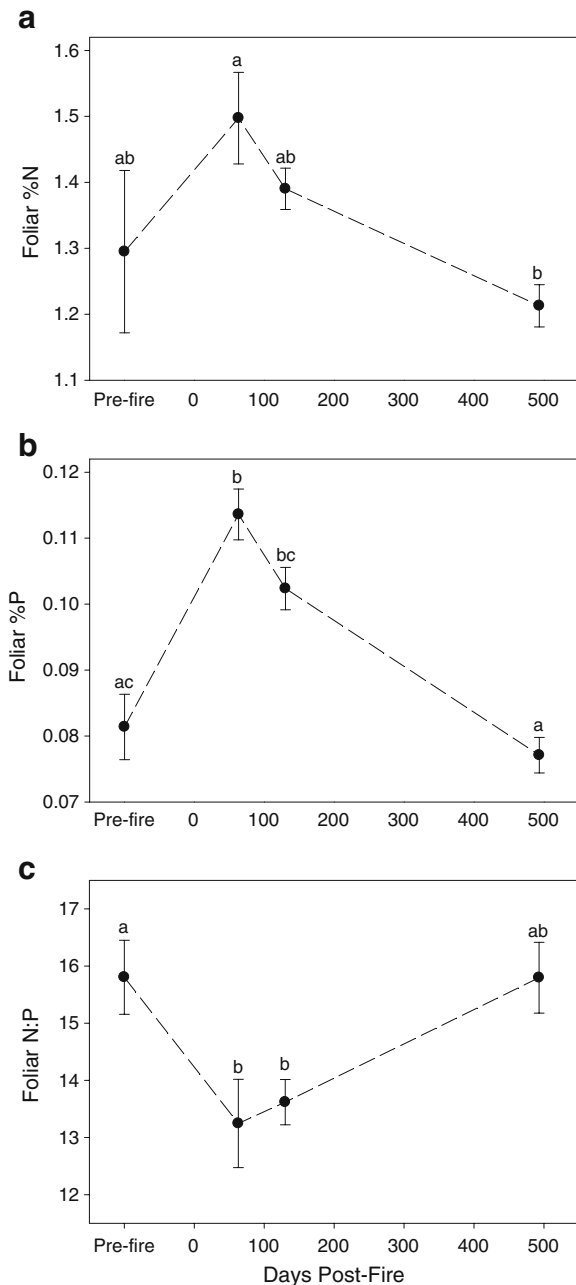 a
1.6
a
1.5
ab
ab
1.4
Foliar %N
1.3
b
1.2
1.1
Pre-fire 0 100 200 300 400 500
b
0.12
b
0.11
bc
0.10
Foliar %P
0.09
ac
a
0.08
0.07
Pre-fire 0 100 200 300 400 500
c
17
a
ab
16
15
Foliar N:P
14
b b
13
12
Pre-fire 0 100 200 300 400 500
Days Post-Fire